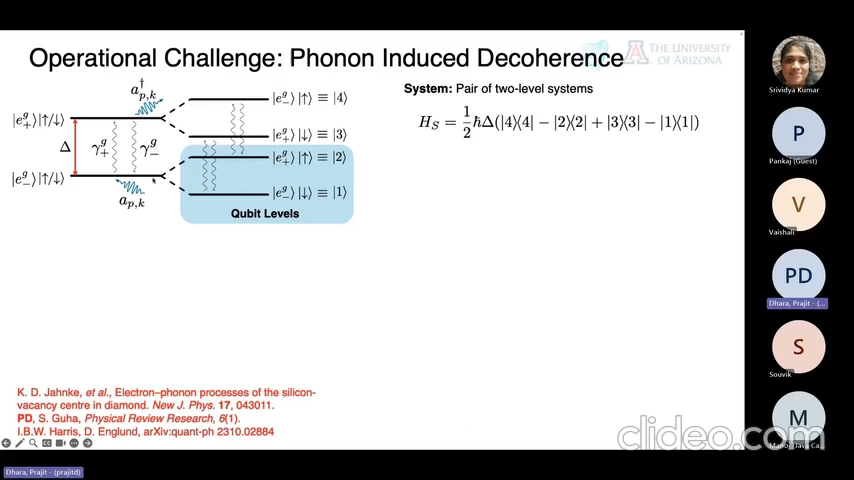 Operational Challenge: Phonon Induced Decoherence
THE UNIVERSITY
OF ARIZONA
System: Pair of two-level systems
H_S = 1/2 ħΔ(|4⟩⟨4| − |2⟩⟨2| + |3⟩⟨3| − |1⟩⟨1|)
a†_{p,k}
|e^g_+⟩|↑/↓⟩
Δ
γ^g_+
γ^g_-
|e^g_-⟩|↑/↓⟩
a_{p,k}
|e^g_-⟩|↑⟩ ≡ |4⟩
|e^g_+⟩|↓⟩ ≡ |3⟩
|e^g_+⟩|↑⟩ ≡ |2⟩
|e^g_-⟩|↓⟩ ≡ |1⟩
Qubit Levels
K. D. Jahnke, et al., Electron–phonon processes of the silicon-
vacancy centre in diamond. New J. Phys. 17, 043011.
PD, S. Guha, Physical Review Research, 6(1).
I.B.W. Harris, D. Englund, arXiv:quant-ph 2310.02884
Srividya Kumar
P
Pankaj (Guest)
V
Vaishali
PD
Dhara, Prajit - (
S
Souvik
M
clideo.com
Dhara, Prajit - (prajitd)